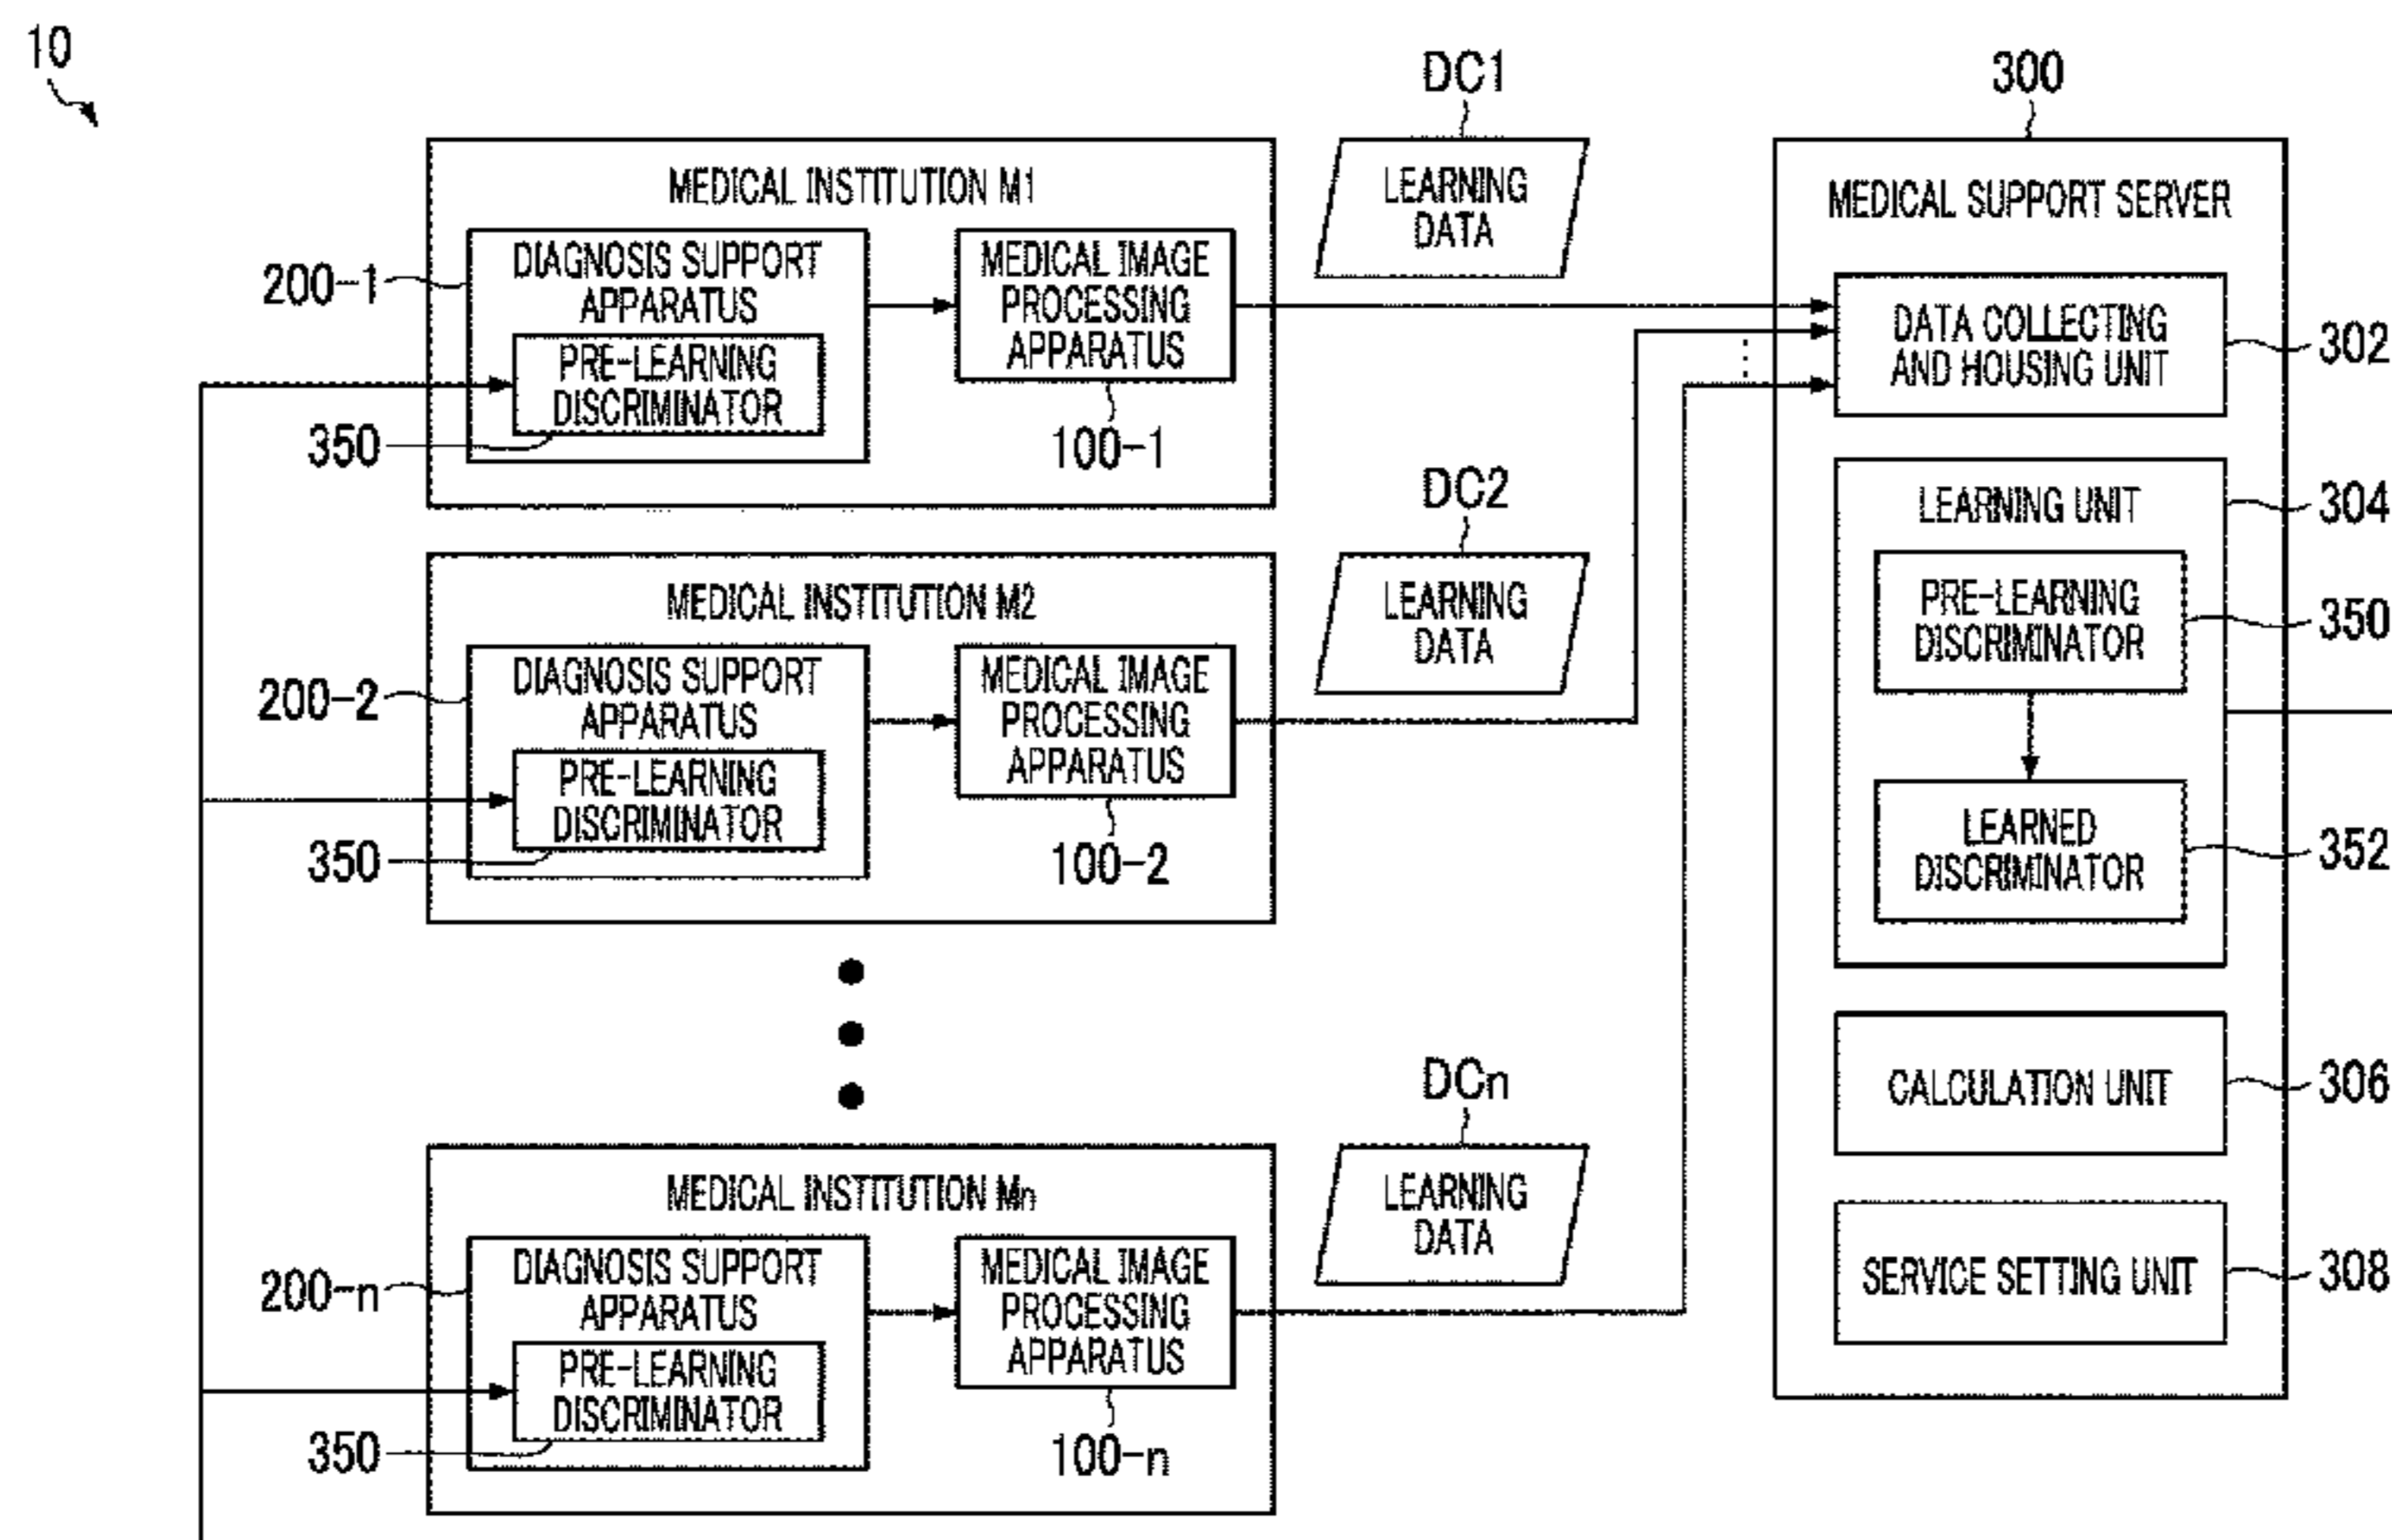 10
MEDICAL INSTITUTION M1
200-1
DIAGNOSIS SUPPORT
APPARATUS
PRE-LEARNING
DISCRIMINATOR
350
MEDICAL IMAGE
PROCESSING
APPARATUS
100-1
DC1
LEARNING
DATA
MEDICAL INSTITUTION M2
200-2
DIAGNOSIS SUPPORT
APPARATUS
PRE-LEARNING
DISCRIMINATOR
350
MEDICAL IMAGE
PROCESSING
APPARATUS
100-2
DC2
LEARNING
DATA
MEDICAL INSTITUTION Mn
200-n
DIAGNOSIS SUPPORT
APPARATUS
PRE-LEARNING
DISCRIMINATOR
350
MEDICAL IMAGE
PROCESSING
APPARATUS
100-n
DCn
LEARNING
DATA
300
MEDICAL SUPPORT SERVER
DATA COLLECTING
AND HOUSING UNIT
302
LEARNING UNIT
304
PRE-LEARNING
DISCRIMINATOR
350
LEARNED
DISCRIMINATOR
352
CALCULATION UNIT
306
SERVICE SETTING UNIT
308